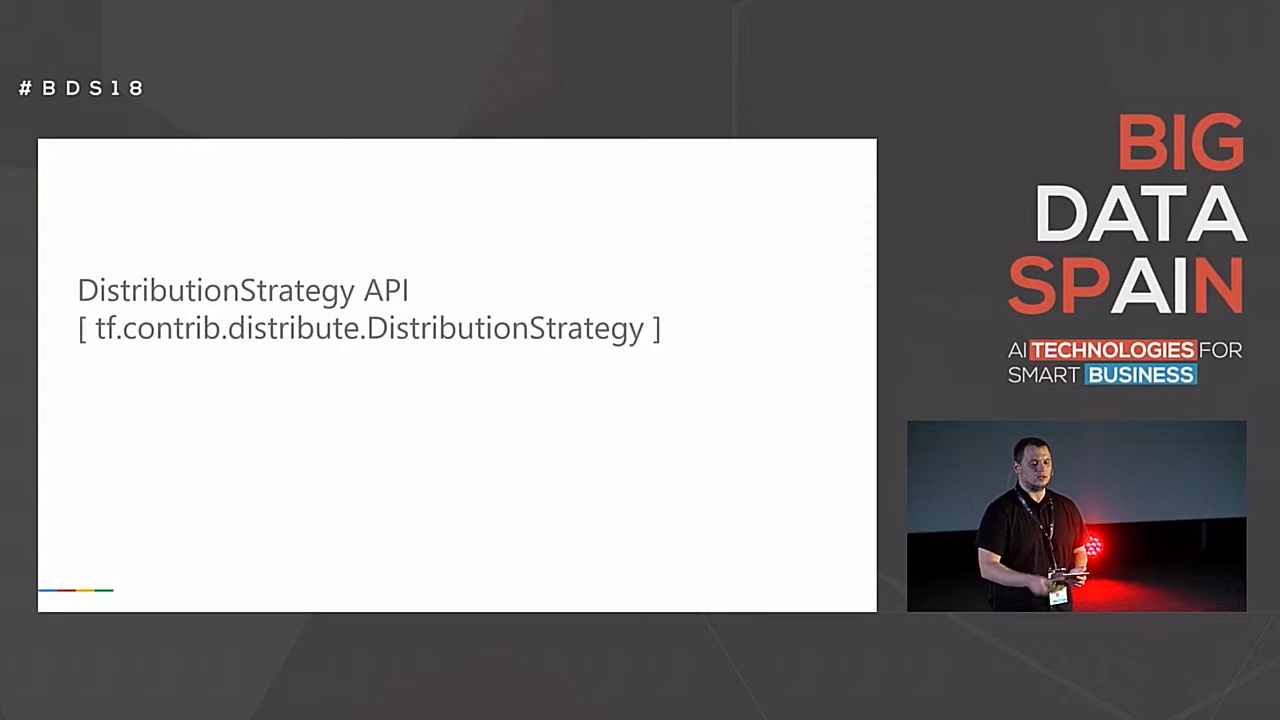 #BDS18
DistributionStrategy API
[ tf.contrib.distribute.DistributionStrategy ]
BIG
DATA
SPAIN
AI TECHNOLOGIES FOR
SMART BUSINESS